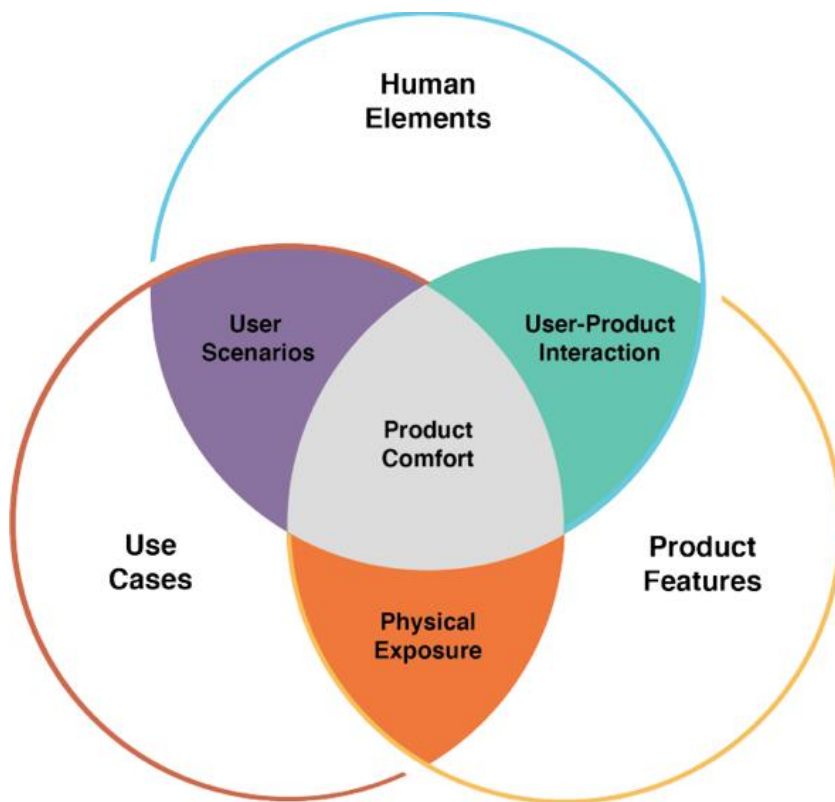 Human
Elements
User
Scenarios
User-Product
Interaction
Product
Comfort
Use
Cases
Product
Features
Physical
Exposure